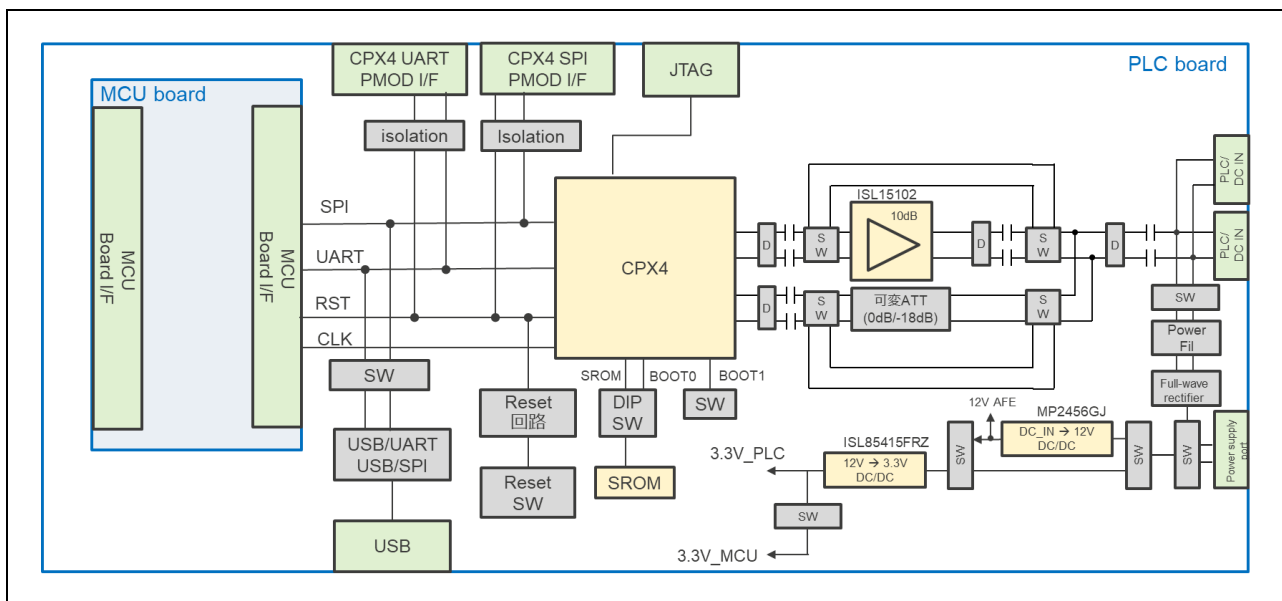 CPX4 UART
PMOD I/F
CPX4 SPI
PMOD I/F
JTAG
PLC board
MCU board
MCU
Board I/F
MCU
Board I/F
isolation
Isolation
SPI
UART
RST
CLK
CPX4
ISL15102
10dB
D
S
W
D
S
W
D
D
S
W
可変ATT
(0dB/-18dB)
S
W
PLC/
DC IN
PLC/
DC IN
SW
Power
Fil
Full-wave
rectifier
SW
USB/UART
USB/SPI
USB
Reset
回路
Reset
SW
SROM
BOOT0
BOOT1
DIP
SW
SW
SROM
12V AFE
MP2456GJ
DC_IN → 12V
DC/DC
ISL85415FRZ
12V → 3.3V
DC/DC
SW
SW
SW
Power supply
port
3.3V_PLC
SW
3.3V_MCU